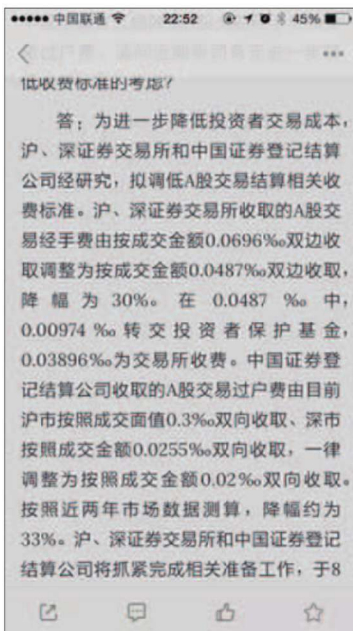 中国联通 22:52 45%
低收费标准的考虑?
答：为进一步降低投资者交易成本，
沪、深证券交易所和中国证券登记结算
公司经研究，拟调低A股交易结算相关收
费标准。沪、深证券交易所收取的A股交
易经手费由按成交金额0.0696‰双边收
取调整为按成交金额0.0487‰双边收取，
降幅为30%。在0.0487‰中，
0.00974‰转交投资者保护基金，
0.03896‰为交易所收费。中国证券登
记结算公司收取的A股交易过户费由目前
沪市按照成交面值0.3‰双向收取、深市
按照成交金额0.0255‰双向收取，一律
调整为按照成交金额0.02‰双向收取。
按照近两年市场数据测算，降幅约为
33%。沪、深证券交易所和中国证券登记
结算公司将抓紧完成相关准备工作，于8